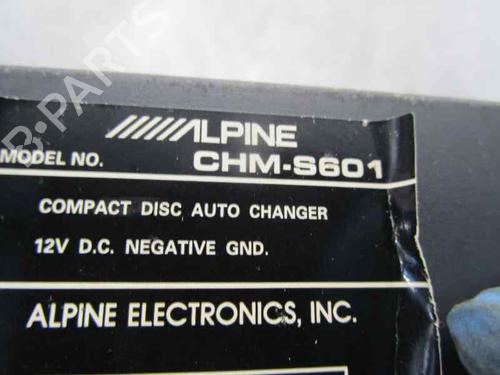 B-PARTS
ALPINE
MODEL NO. CHM-S601
COMPACT DISC AUTO CHANGER
12V D.C. NEGATIVE GND.
ALPINE ELECTRONICS, INC.